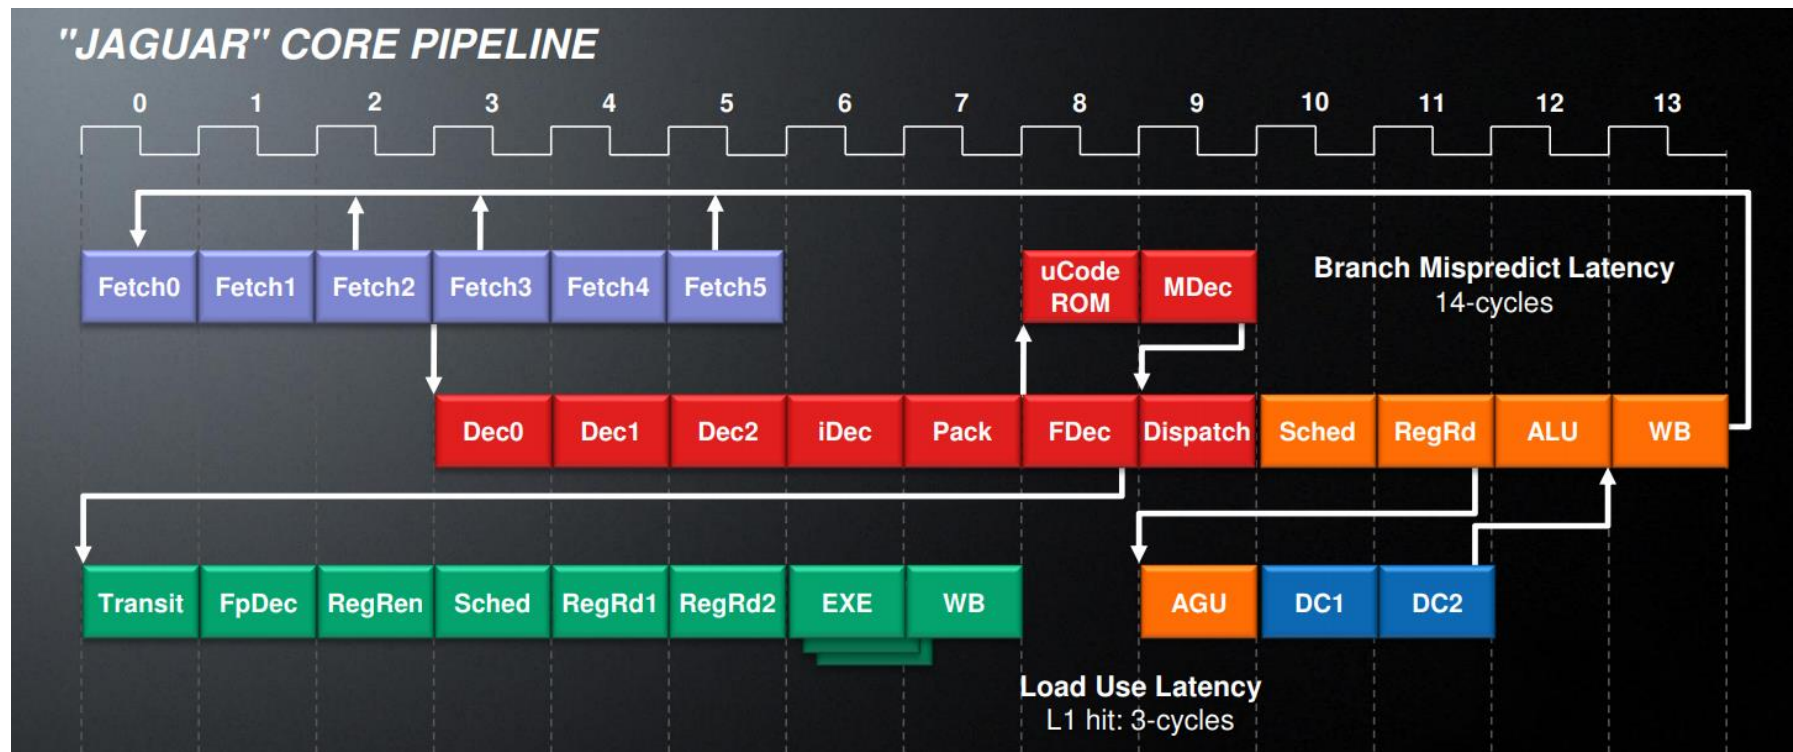 "JAGUAR" CORE PIPELINE
0 1 2 3 4 5 6 7 8 9 10 11 12 13
Fetch0 Fetch1 Fetch2 Fetch3 Fetch4 Fetch5
uCode
ROM
MDec
Branch Mispredict Latency
14-cycles
Dec0 Dec1 Dec2 iDec Pack FDec Dispatch Sched RegRd ALU WB
Transit FpDec RegRen Sched RegRd1 RegRd2 EXE WB
AGU DC1 DC2
Load Use Latency
L1 hit: 3-cycles